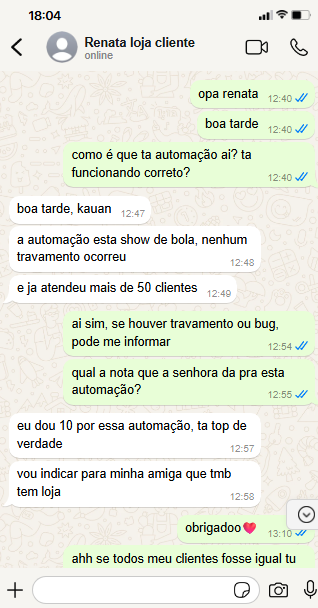 18:04
Renata loja cliente
online
opa renata
12:40
boa tarde
12:40
como é que ta automação ai? ta
funcionando correto?
12:40
boa tarde, kauan
12:47
a automação esta show de bola, nenhum
travamento ocorreu
12:48
e ja atendeu mais de 50 clientes
12:49
ai sim, se houver travamento ou bug,
pode me informar
12:54
qual a nota que a senhora da pra esta
automação?
12:55
eu dou 10 por essa automação, ta top de
verdade
12:57
vou indicar para minha amiga que tmb
tem loja
12:58
obrigadoo❤️
13:10
ahh se todos meu clientes fosse igual tu